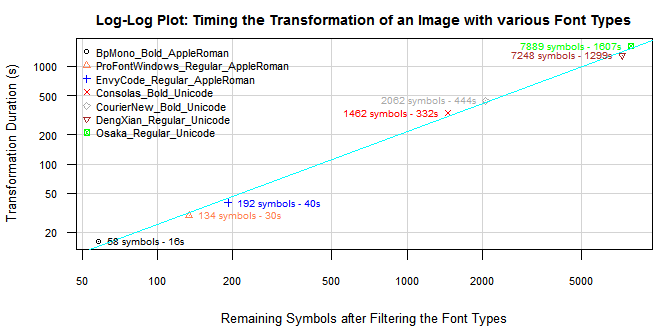 Log-Log Plot: Timing the Transformation of an Image with various Font Types
Transformation Duration (s)
1000
500
200
100
50
20
BpMono_Bold_AppleRoman
ProFontWindows_Regular_AppleRoman
EnvyCode_Regular_AppleRoman
Consolas_Bold_Unicode
CourierNew_Bold_Unicode
DengXian_Regular_Unicode
Osaka_Regular_Unicode
7889 symbols - 1607s
7248 symbols - 1299s
2062 symbols - 444s
1462 symbols - 332s
192 symbols - 40s
134 symbols - 30s
58 symbols - 16s
50 100 200 500 1000 2000 5000
Remaining Symbols after Filtering the Font Types